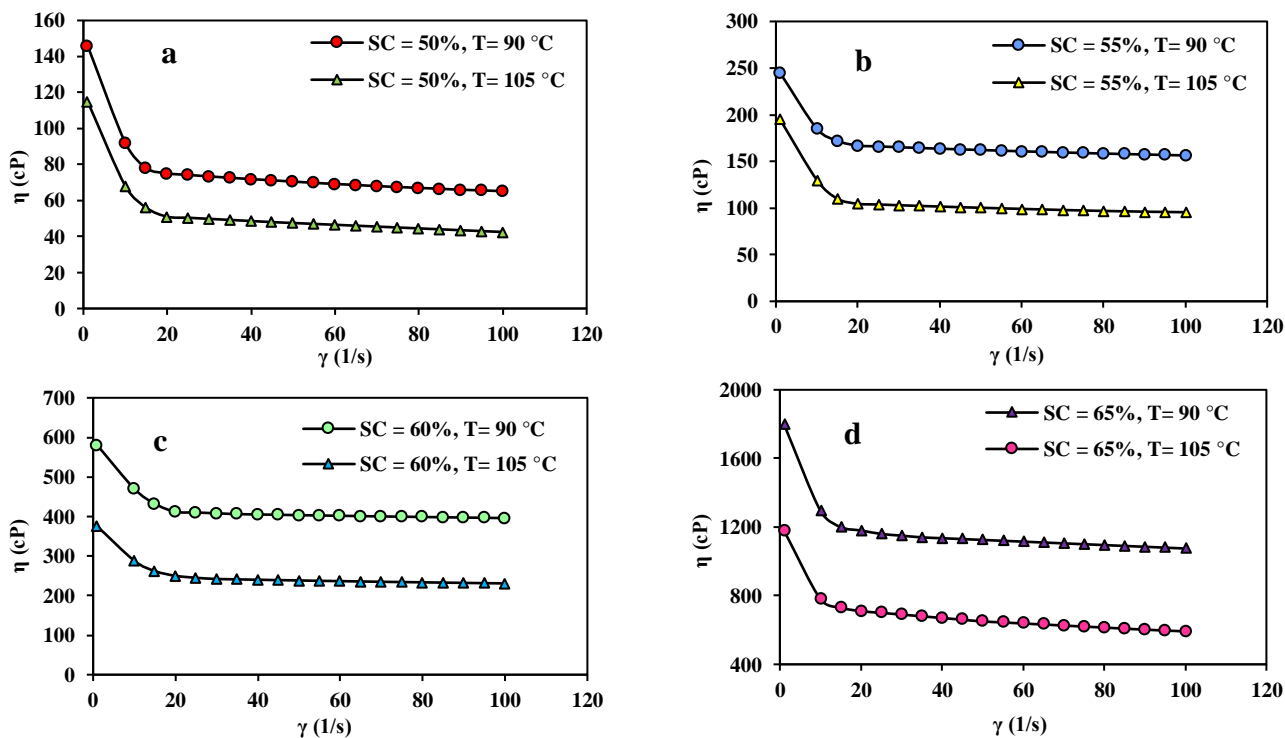 a
SC = 50%, T= 90 °C
SC = 50%, T= 105 °C
η (cP)
160
140
120
100
80
60
40
20
0
0 20 40 60 80 100 120
γ (1/s)
b
SC = 55%, T= 90 °C
SC = 55%, T= 105 °C
η (cP)
300
250
200
150
100
50
0
0 20 40 60 80 100 120
γ (1/s)
c
SC = 60%, T= 90 °C
SC = 60%, T= 105 °C
η (cP)
700
600
500
400
300
200
100
0
0 20 40 60 80 100 120
γ (1/s)
d
SC = 65%, T= 90 °C
SC = 65%, T= 105 °C
η (cP)
2000
1600
1200
800
400
0 20 40 60 80 100 120
γ (1/s)